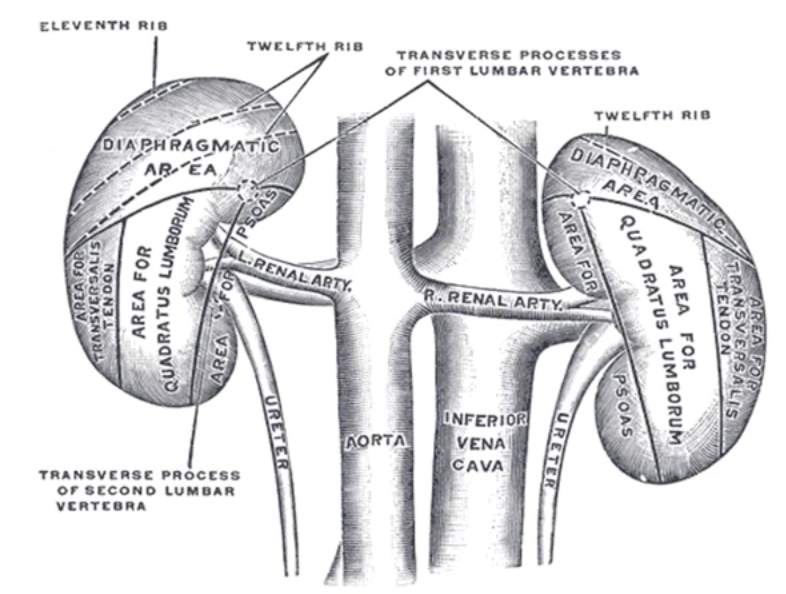 ELEVENTH RIB
TWELFTH RIB
TRANSVERSE PROCESSES
OF FIRST LUMBAR VERTEBRA
TWELFTH RIB
DIAPHRAGMATIC
AREA
PSOAS
AREA FOR
AREA FOR
QUADRATUS LUMBORUM
AREA FOR
TRANSVERSALIS
TENDON
L. RENAL ARTY.
R. RENAL ARTY.
DIAPHRAGMATIC
AREA
AREA FOR
PSOAS
QUADRATUS LUMBORUM
AREA FOR
AREA FOR
TRANSVERSALIS
TENDON
URETER
AORTA
INFERIOR
VENA
CAVA
URETER
TRANSVERSE PROCESS
OF SECOND LUMBAR
VERTEBRA